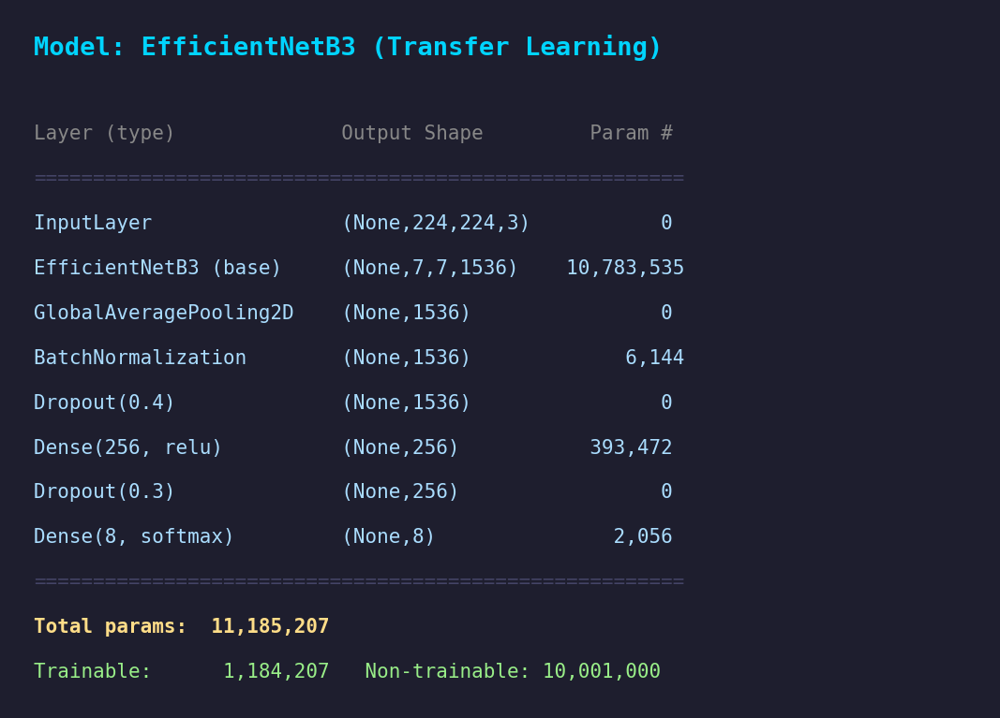 Model: EfficientNetB3 (Transfer Learning)
Layer (type)              Output Shape         Param #
=======================================================
InputLayer                (None,224,224,3)           0
EfficientNetB3 (base)     (None,7,7,1536)    10,783,535
GlobalAveragePooling2D    (None,1536)                0
BatchNormalization        (None,1536)             6,144
Dropout(0.4)              (None,1536)                0
Dense(256, relu)          (None,256)           393,472
Dropout(0.3)              (None,256)                 0
Dense(8, softmax)         (None,8)               2,056
=======================================================
Total params:  11,185,207
Trainable:      1,184,207   Non-trainable: 10,001,000